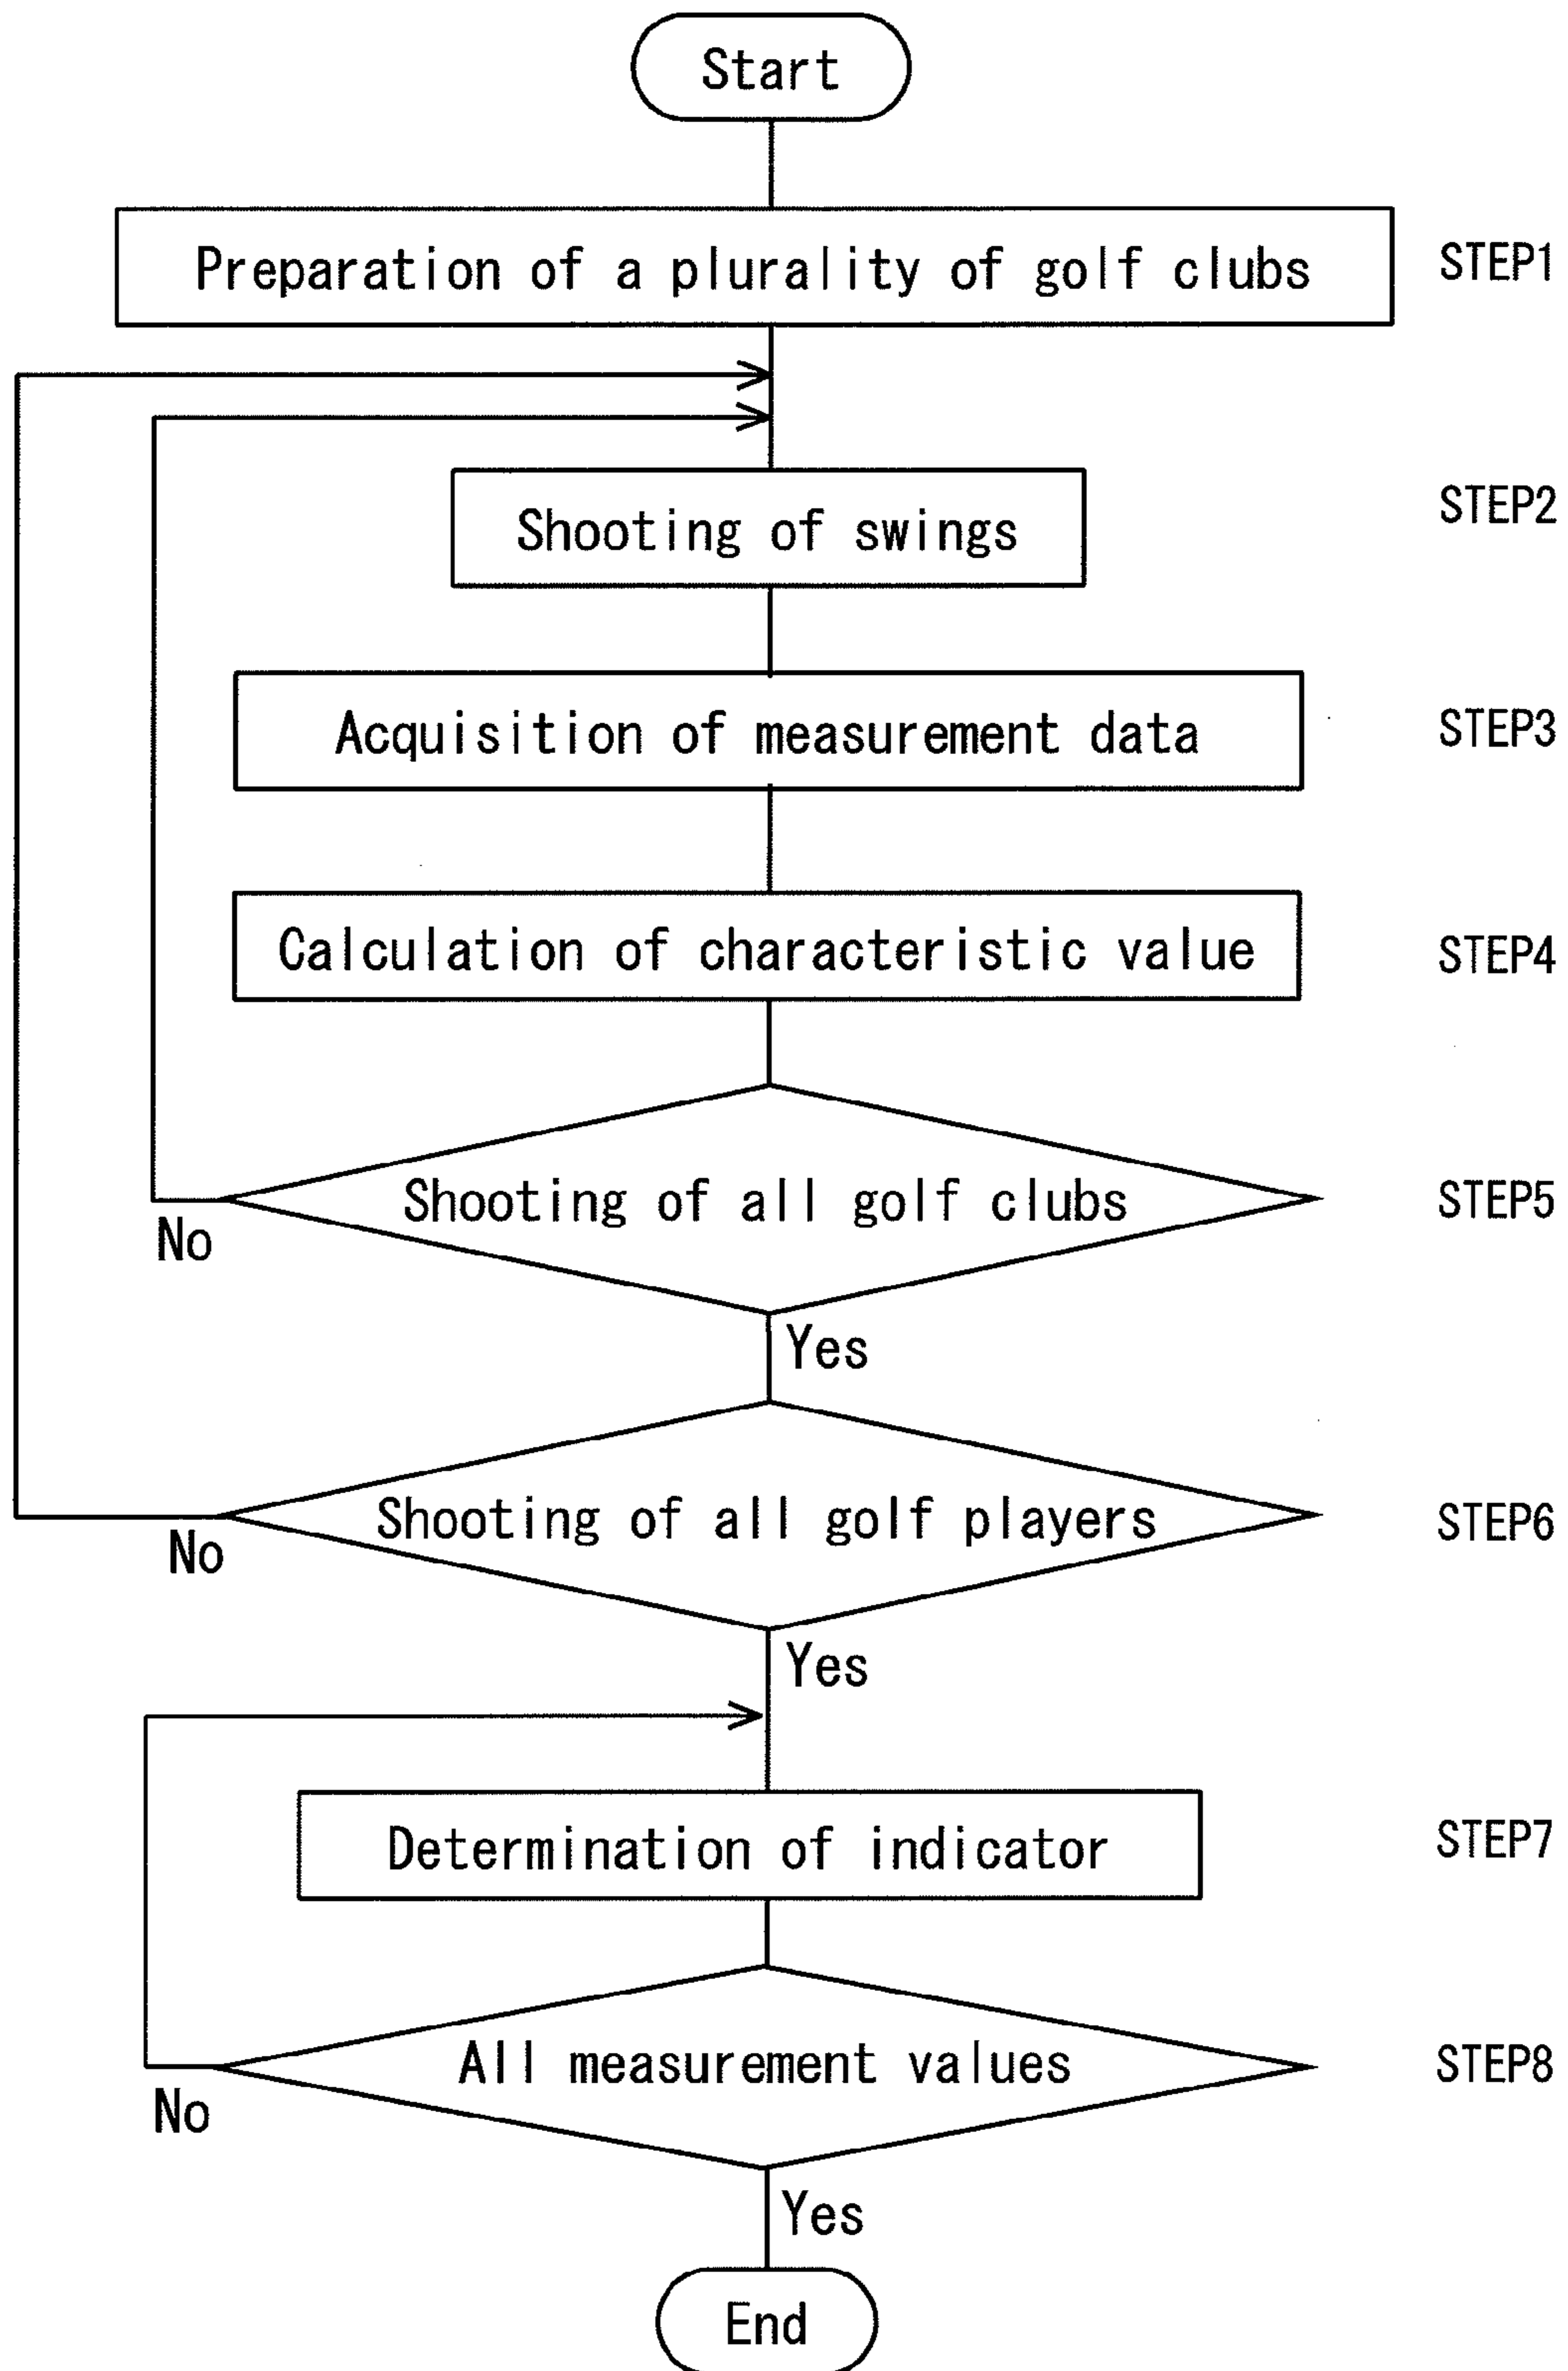 Start
Preparation of a plurality of golf clubs
STEP1
Shooting of swings
STEP2
Acquisition of measurement data
STEP3
Calculation of characteristic value
STEP4
Shooting of all golf clubs
STEP5
No
Yes
Shooting of all golf players
STEP6
No
Yes
Determination of indicator
STEP7
All measurement values
STEP8
No
Yes
End